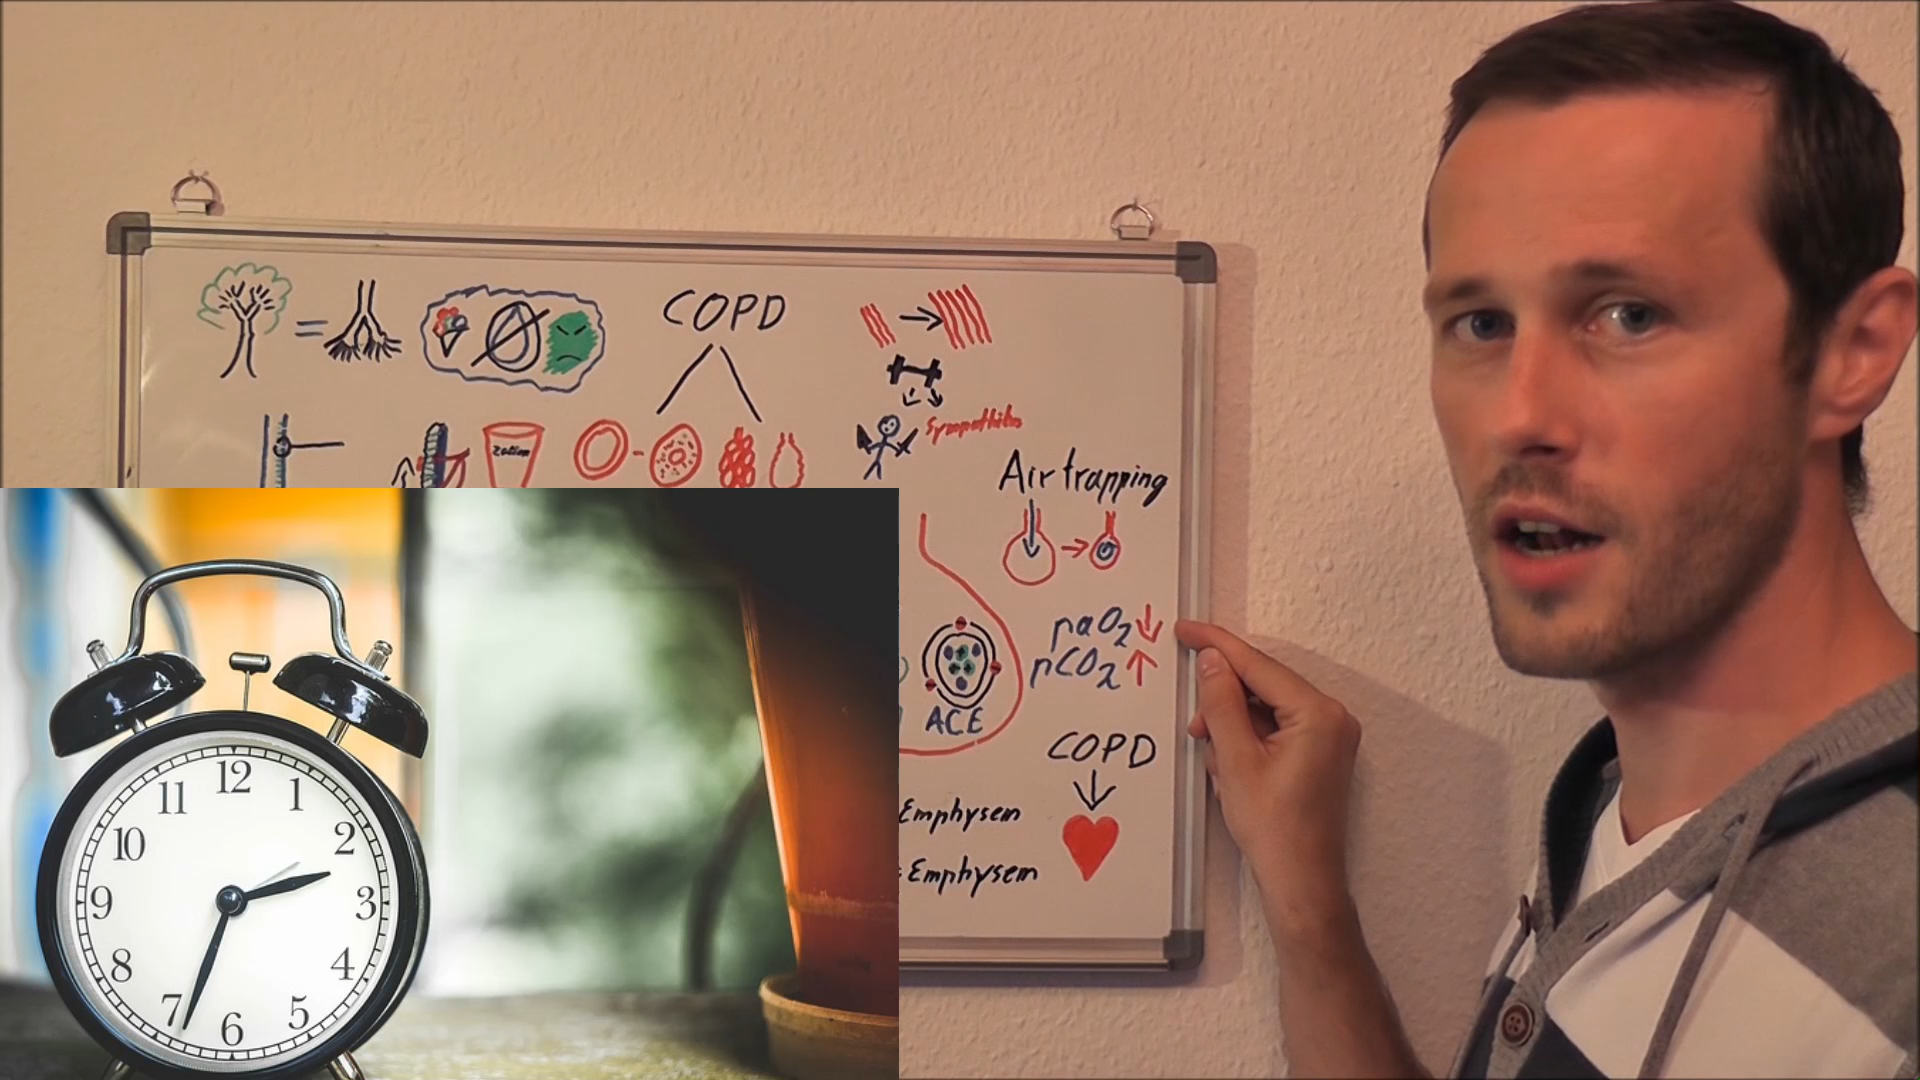 COPD
zotten
Sympathikus
Air trapping
paO2↓
pCO2↑
ACE
COPD
Emphysem
Emphysem
12
1
2
3
4
5
6
7
8
9
10
11